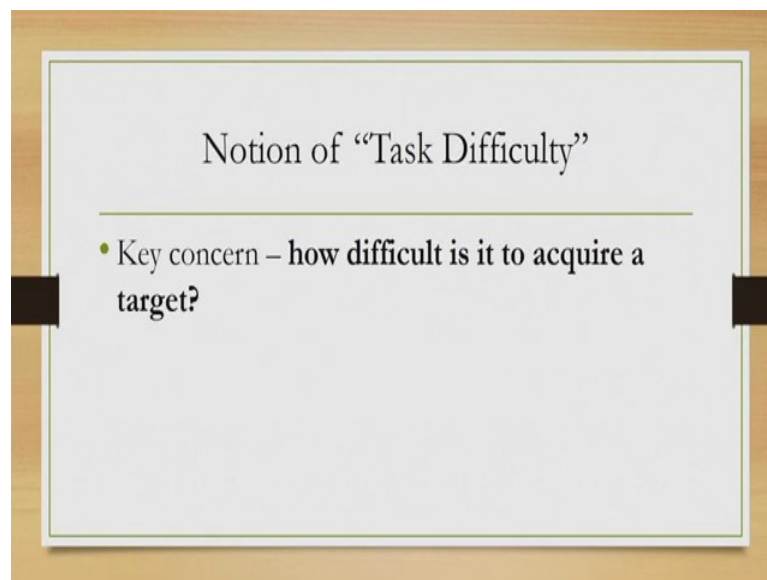 Notion of “Task Difficulty”
• Key concern – how difficult is it to acquire a
target?